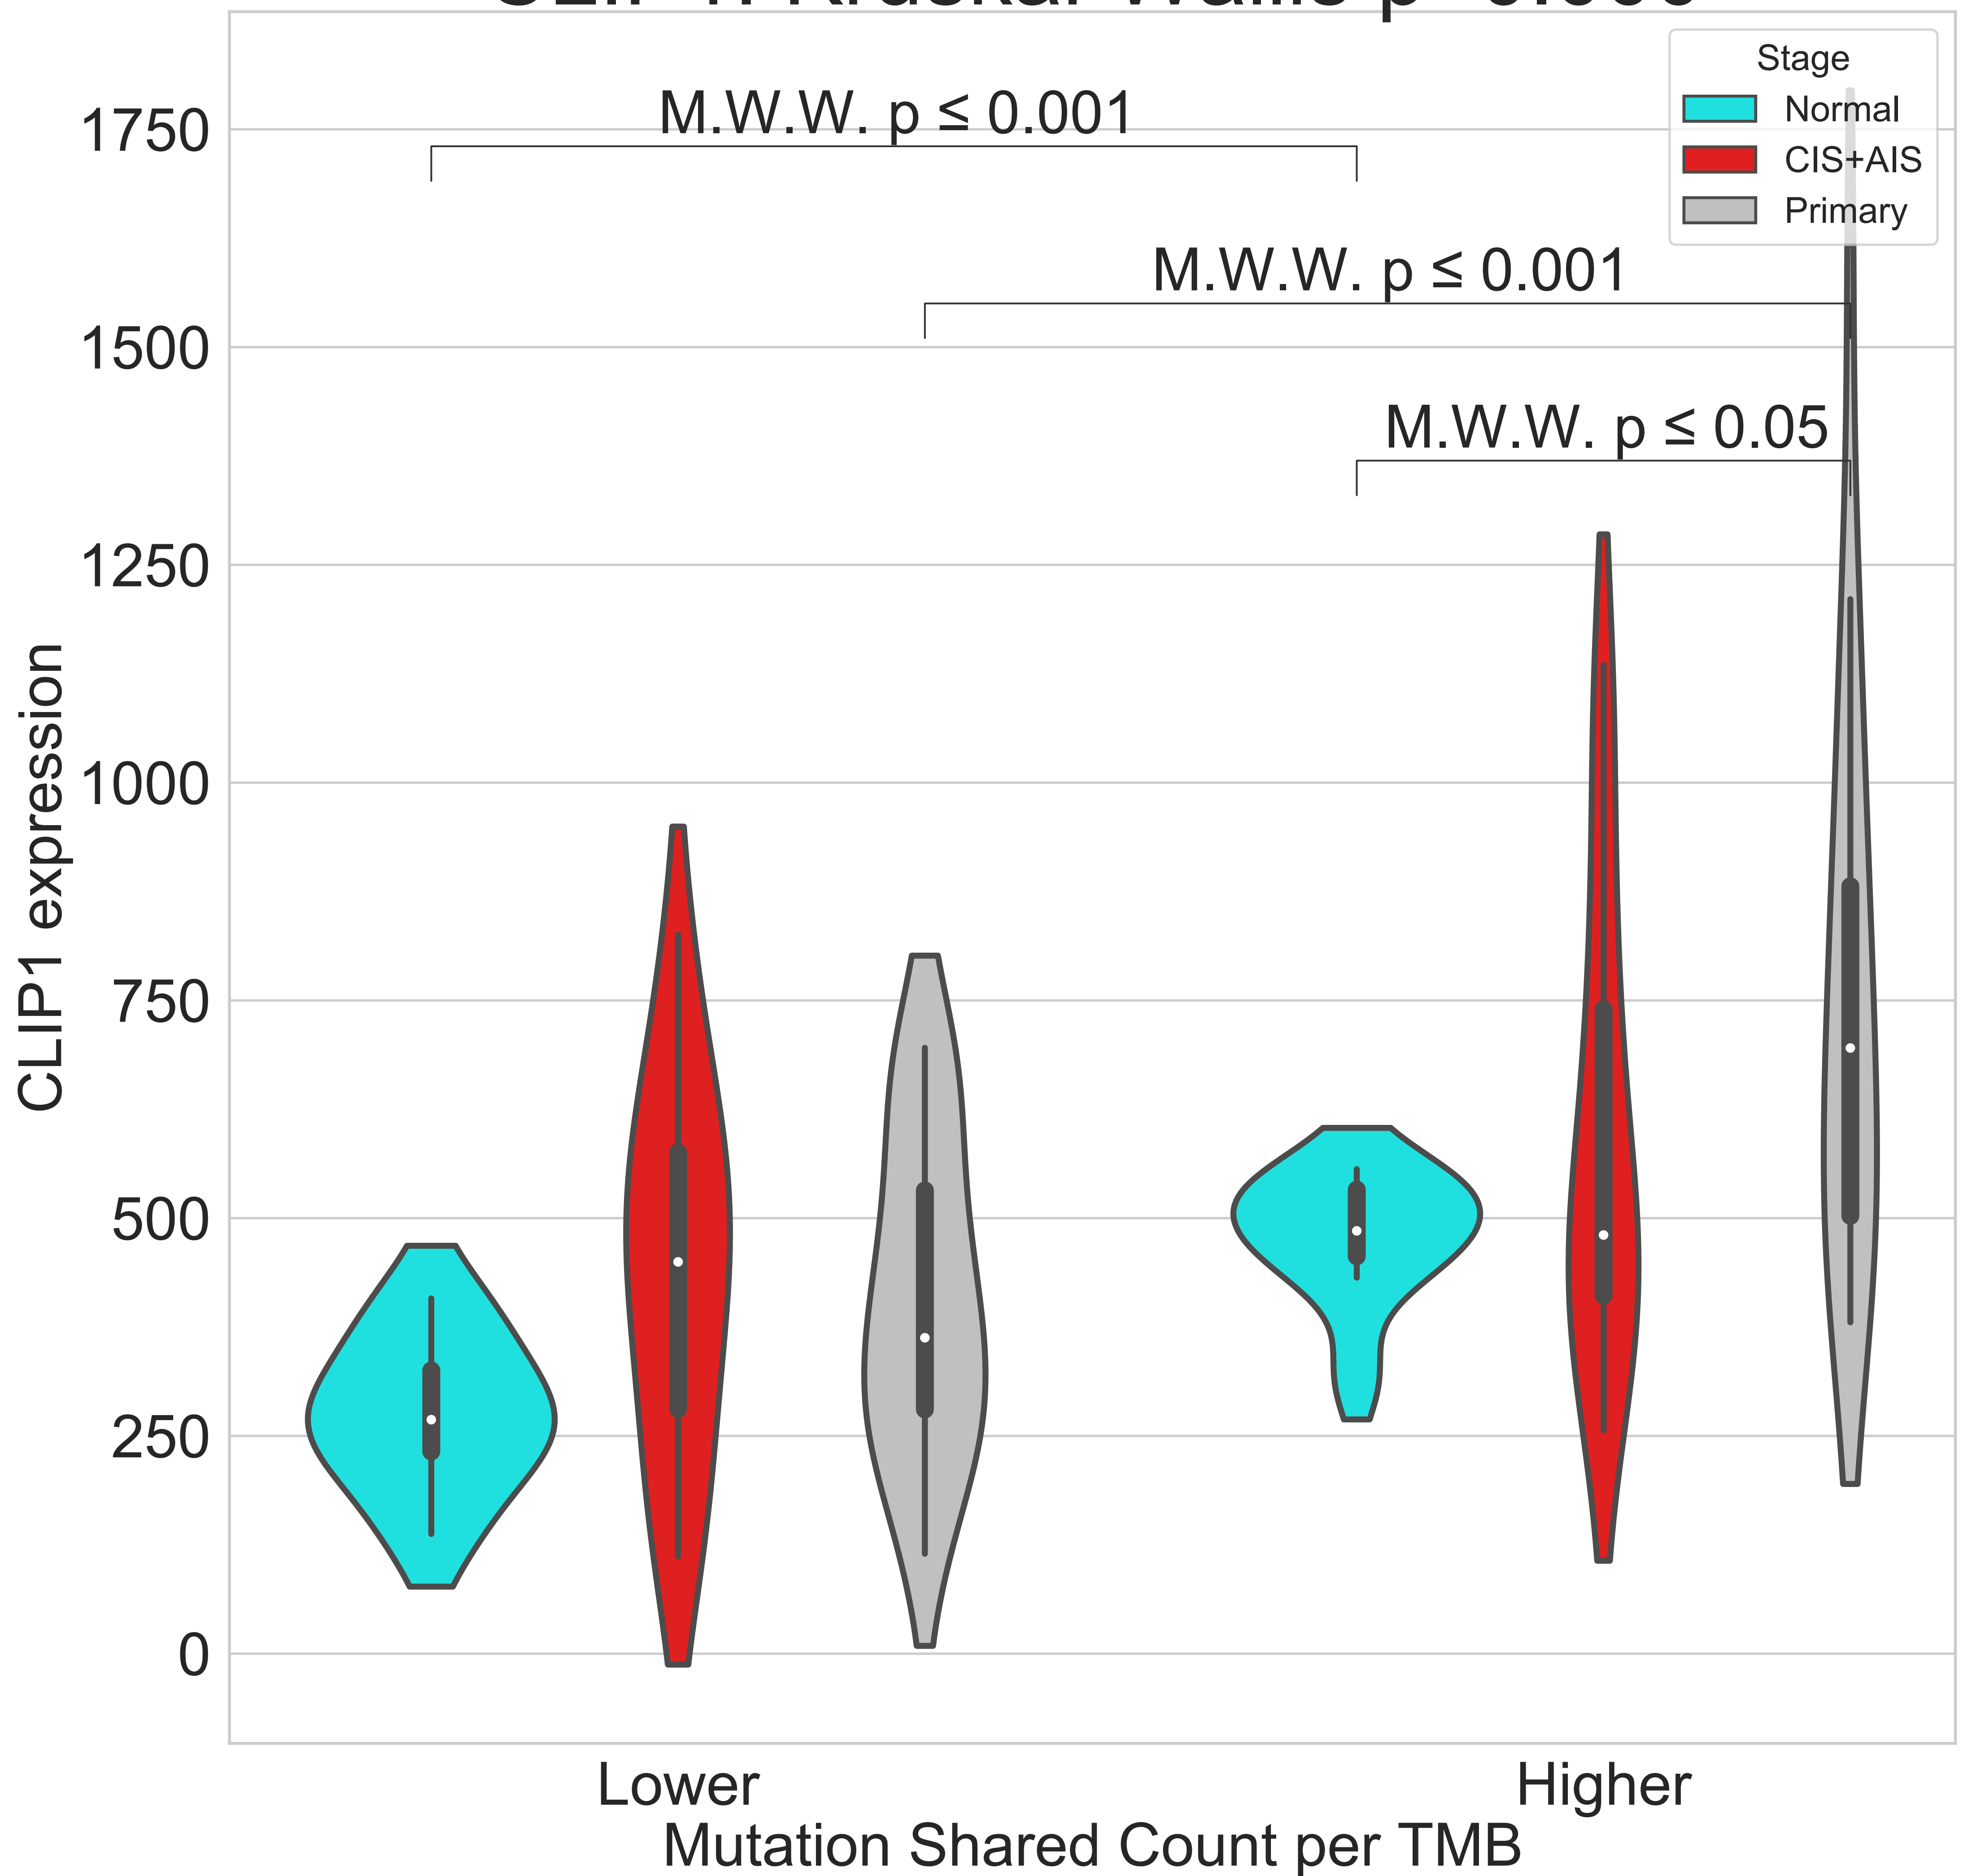 Stage
Normal
CIS+AIS
Primary
M.W.W. p ≤ 0.001
M.W.W. p ≤ 0.001
M.W.W. p ≤ 0.05
1750
1500
1250
1000
750
500
250
0
CLIP1 expression
Lower
Higher
Mutation Shared Count per TMB